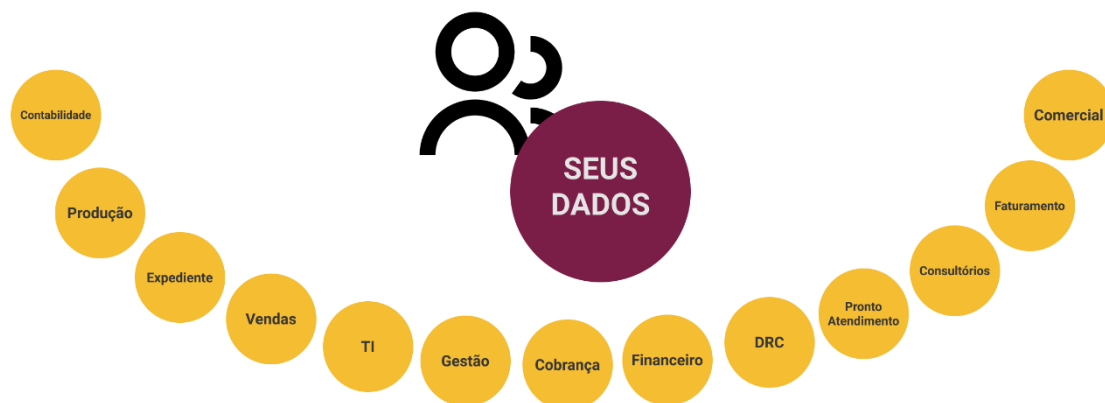 SEUS
DADOS
Contabilidade
Produção
Expediente
Vendas
TI
Gestão
Cobrança
Financeiro
DRC
Pronto
Atendimento
Consultórios
Faturamento
Comercial